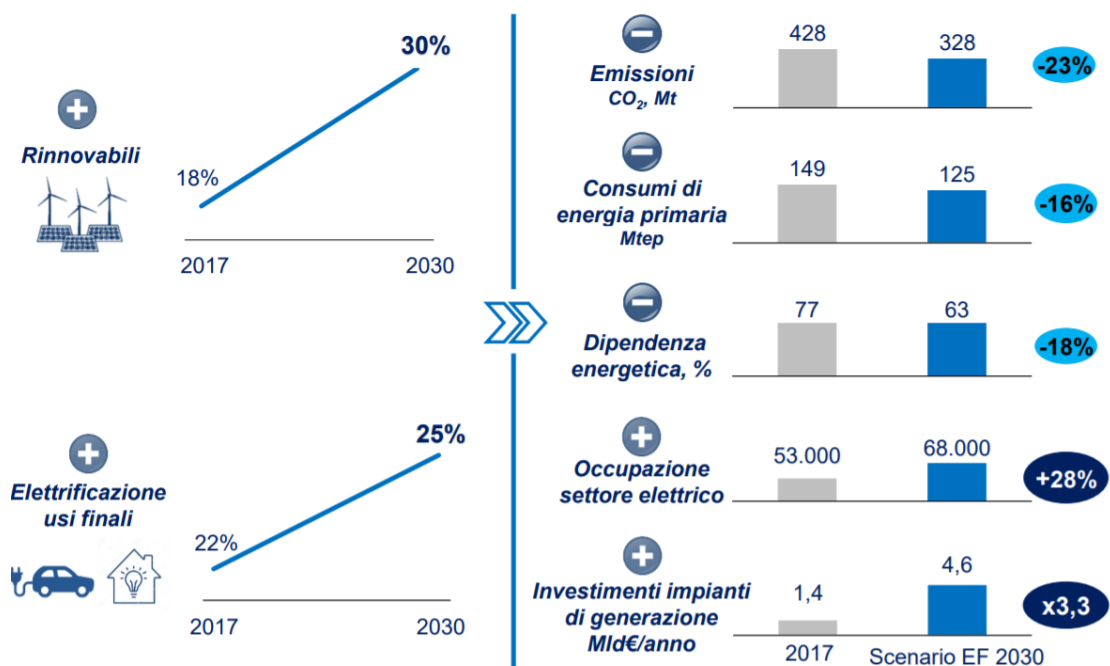 30%
Rinnovabili
18%
2017
2030
25%
Elettrificazione
usi finali
22%
2017
2030
428
328
Emissioni
CO₂, Mt
-23%
149
125
Consumi di
energia primaria
Mtep
-16%
77
63
Dipendenza
energetica, %
-18%
53.000
68.000
Occupazione
settore elettrico
+28%
1,4
4,6
Investimenti impianti
di generazione
Mld€/anno
x3,3
2017
Scenario EF 2030